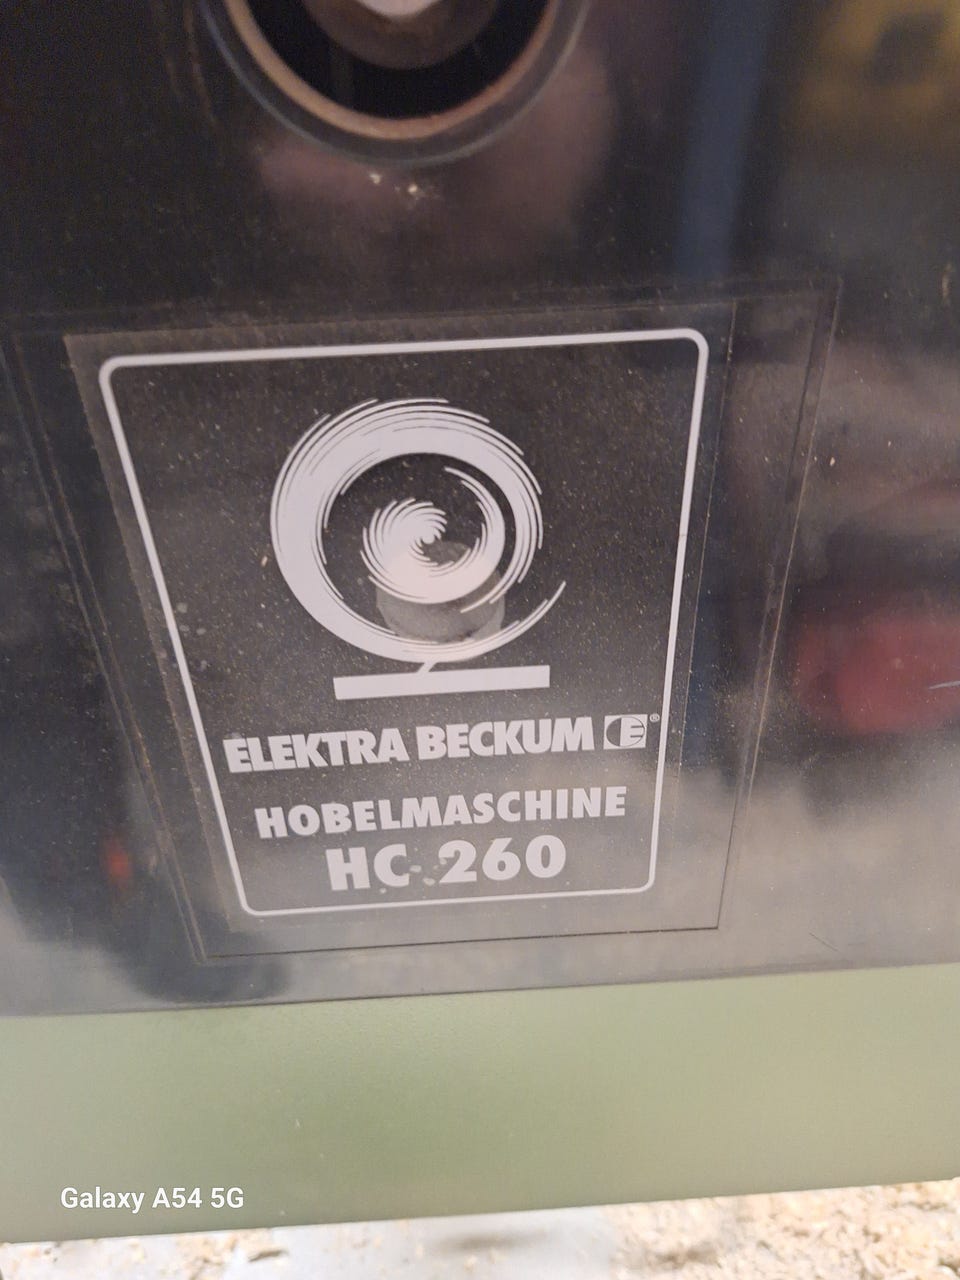 ELEKTRA BECKUM E®
HOBELMASCHINE
HC 260
Galaxy A54 5G